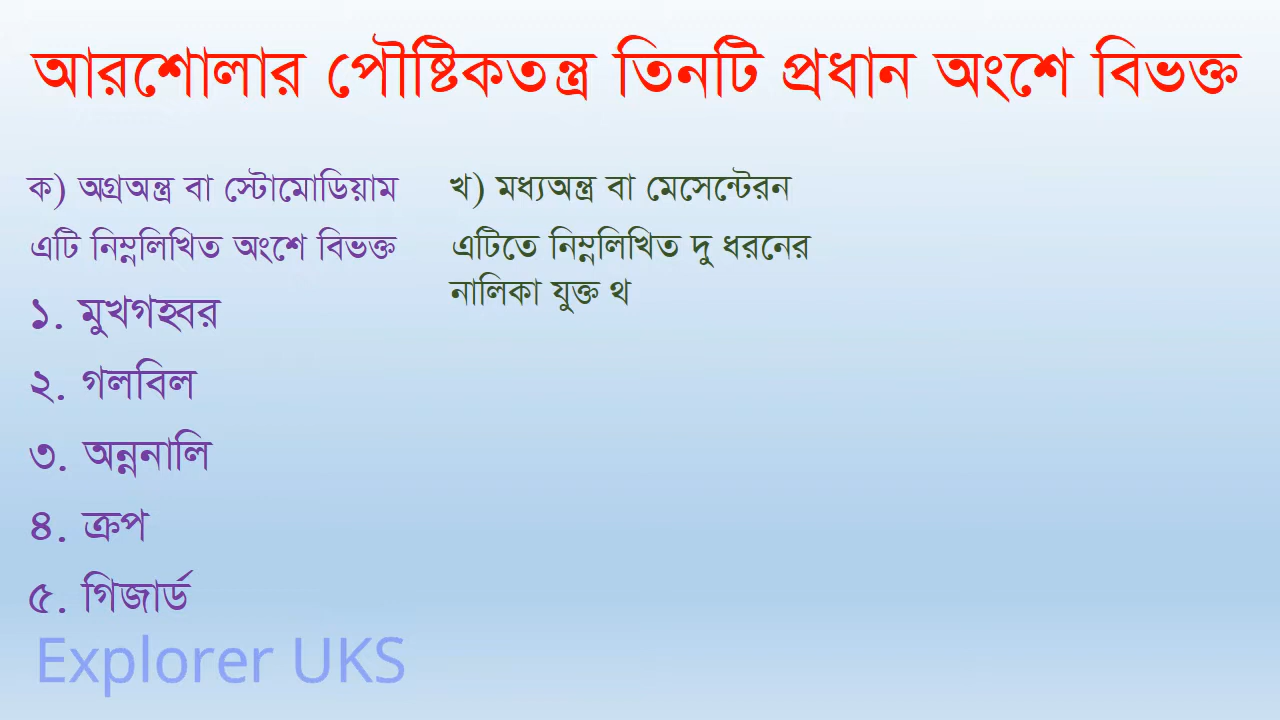 আরশোলার পৌষ্টিকতন্ত্র তিনটি প্রধান অংশে বিভক্ত
ক) অগ্রঅন্ত্র বা স্টোমোডিয়াম
এটি নিম্নলিখিত অংশে বিভক্ত
১. মুখগহ্বর
২. গলবিল
৩. অন্ননালি
৪. ক্রপ
৫. গিজার্ড
খ) মধ্যঅন্ত্র বা মেসেন্টেরন
এটিতে নিম্নলিখিত দু ধরনের
নালিকা যুক্ত থ
Explorer UKS